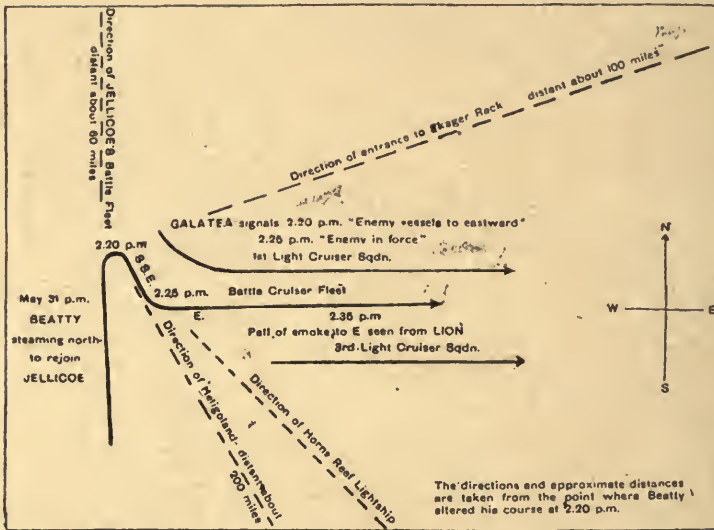 Direction of JELLICOE'S Battle Fleet
distant about 60 miles
Direction of entrance to Skager Rack distant about 100 miles
GALATEA signals 2.20 p.m. "Enemy vessels to eastward"
2.25 p.m. "Enemy in force"
1st Light Cruiser Sqdn.
2.20 p.m
S.S.E.
2.25 p.m.
Battle Cruiser Fleet
E.
2.35 p.m
Pall of smoke to E seen from LION
3rd Light Cruiser Sqdn.
May 31 p.m.
BEATTY
steaming north
to rejoin
JELLICOE
N
W
E
S
Direction of Heligoland distant about
200 miles
Direction of Horns Reef Lightship
The directions and approximate distances
are taken from the point where Beatty
altered his course at 2.20 p.m.